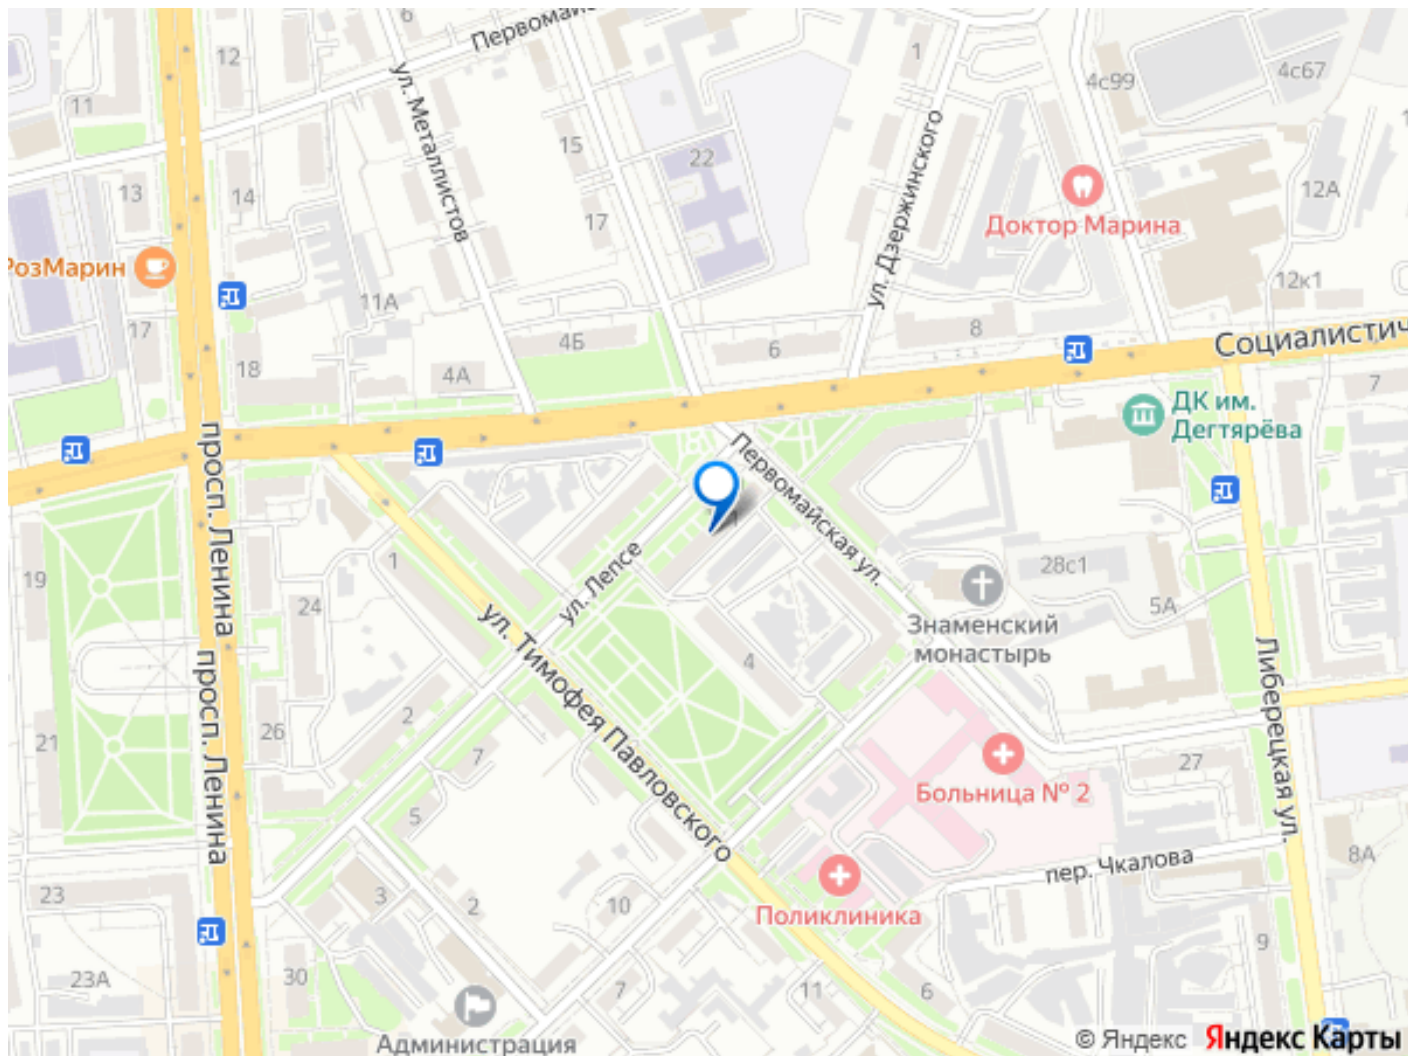 6
Первомайс
12
1
4с99
4с67
11
ул. Металлистов
15
22
ул. Дзержинского
13
14
12А
17
Доктор Марина
РозМарин
11А
12к1
17
4Б
6
8
Социалистич
18
4А
7
ДК им.
Дегтярёва
просп. Ленина
Первомайская ул.
ул. Лепсе
1
28с1
19
24
5А
ул. Тимофея Павловского
Знаменский
монастырь
4
Либерецкая ул.
просп. Ленина
2
26
21
7
27
Больница № 2
5
8А
пер. Чкалова
23
3
2
10
Поликлиника
9
23А
30
7
11
6
Администрация
© Яндекс Яндекс Карты